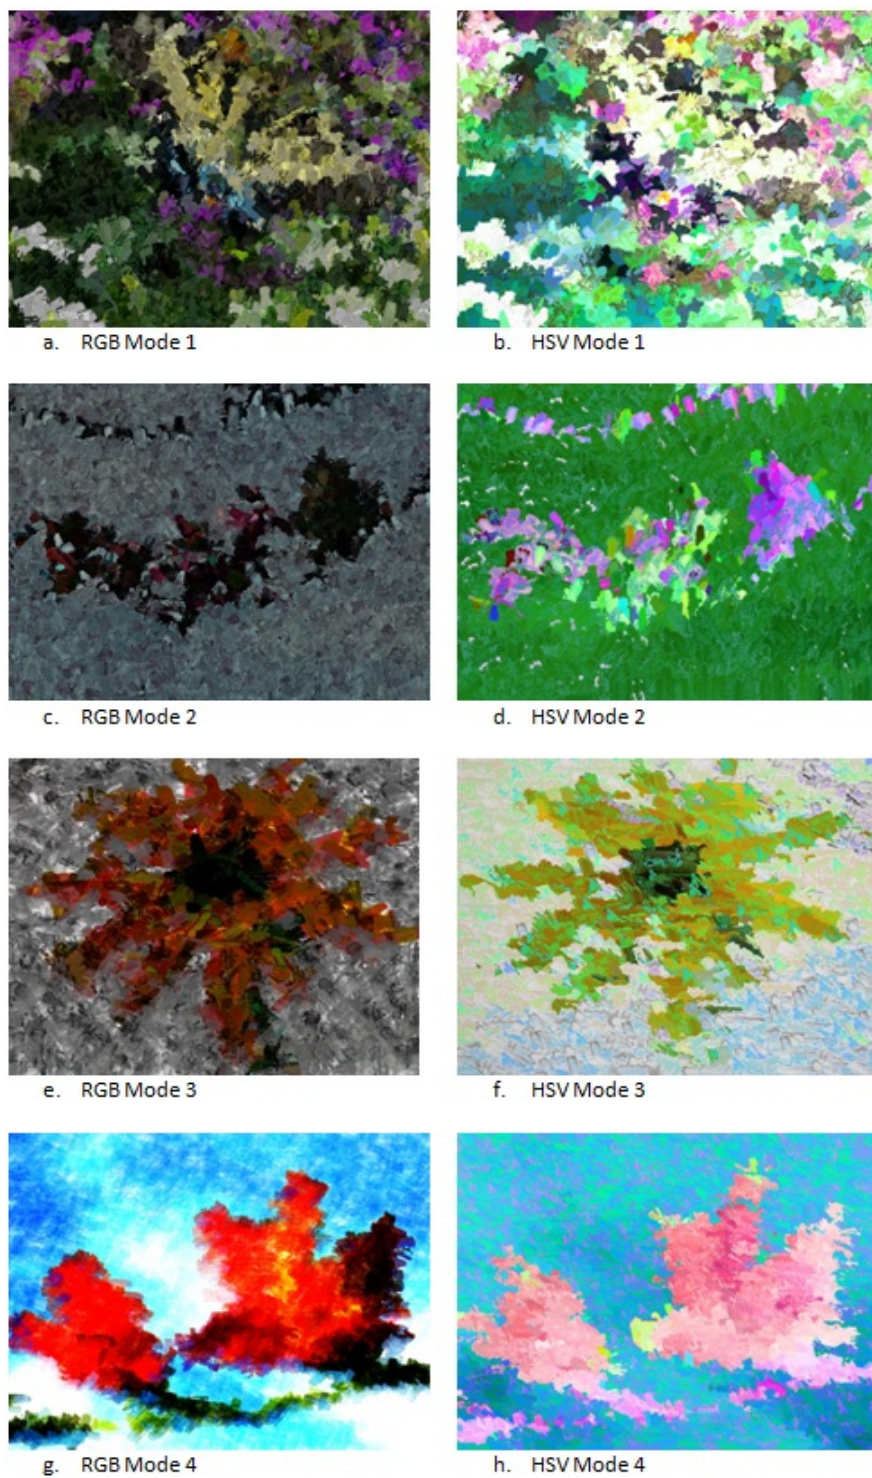 a. RGB Mode 1
b. HSV Mode 1
c. RGB Mode 2
d. HSV Mode 2
e. RGB Mode 3
f. HSV Mode 3
g. RGB Mode 4
h. HSV Mode 4